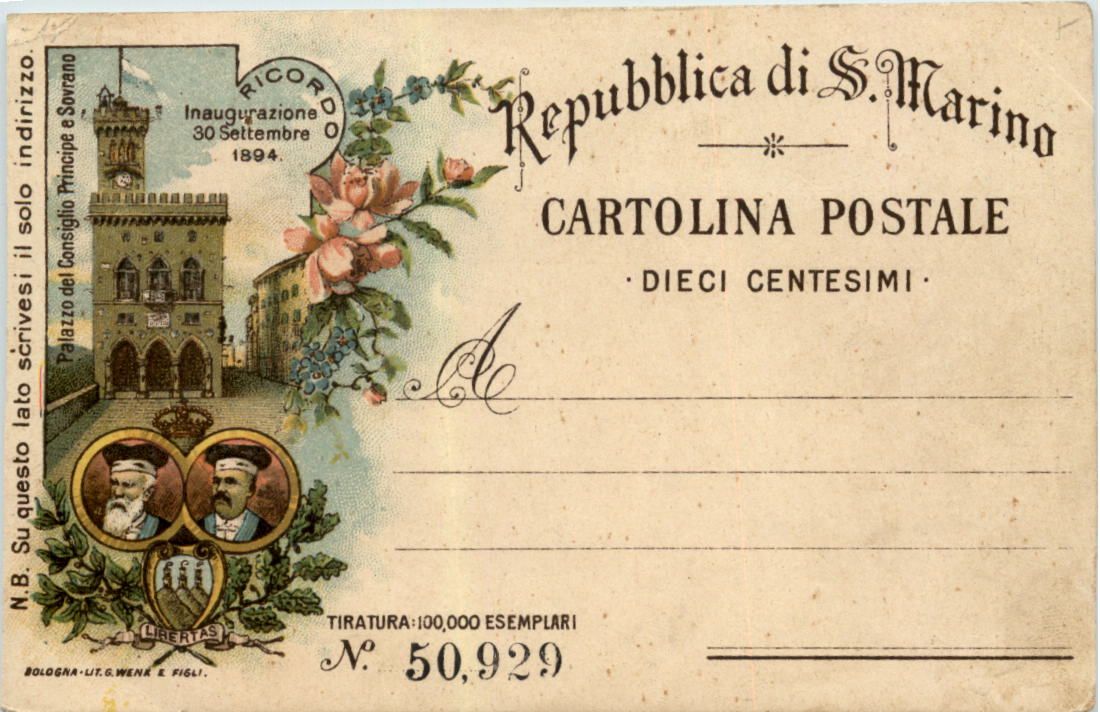 N.B. Su questo lato scrivesi il solo indirizzo.
Palazzo del Consiglio Principe e Sovrano
RICORDO
Inaugurazione
30 Settembre
1894.
Repubblica di S. Marino
CARTOLINA POSTALE
· DIECI CENTESIMI ·
A
LIBERTAS
TIRATURA: 100,000 ESEMPLARI
N. 50,929
BOLOGNA-LIT. G. WENK E FIGLI.